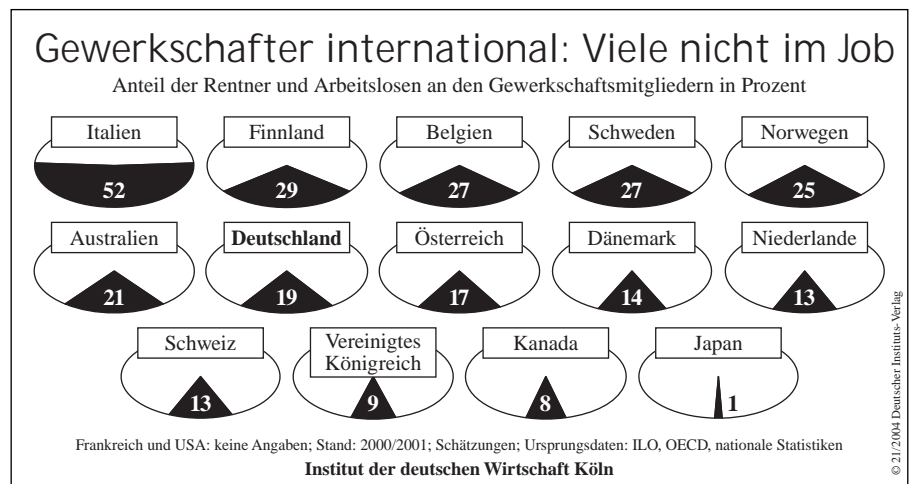 Gewerkschafter international: Viele nicht im Job
Anteil der Rentner und Arbeitslosen an den Gewerkschaftsmitgliedern in Prozent
Italien
52
Finnland
29
Belgien
27
Schweden
27
Norwegen
25
Australien
21
Deutschland
19
Österreich
17
Dänemark
14
Niederlande
13
Schweiz
13
Vereinigtes
Königreich
9
Kanada
8
Japan
1
Frankreich und USA: keine Angaben; Stand: 2000/2001; Schätzungen; Ursprungsdaten: ILO, OECD, nationale Statistiken
Institut der deutschen Wirtschaft Köln
© 21/2004 Deutscher Instituts-Verlag